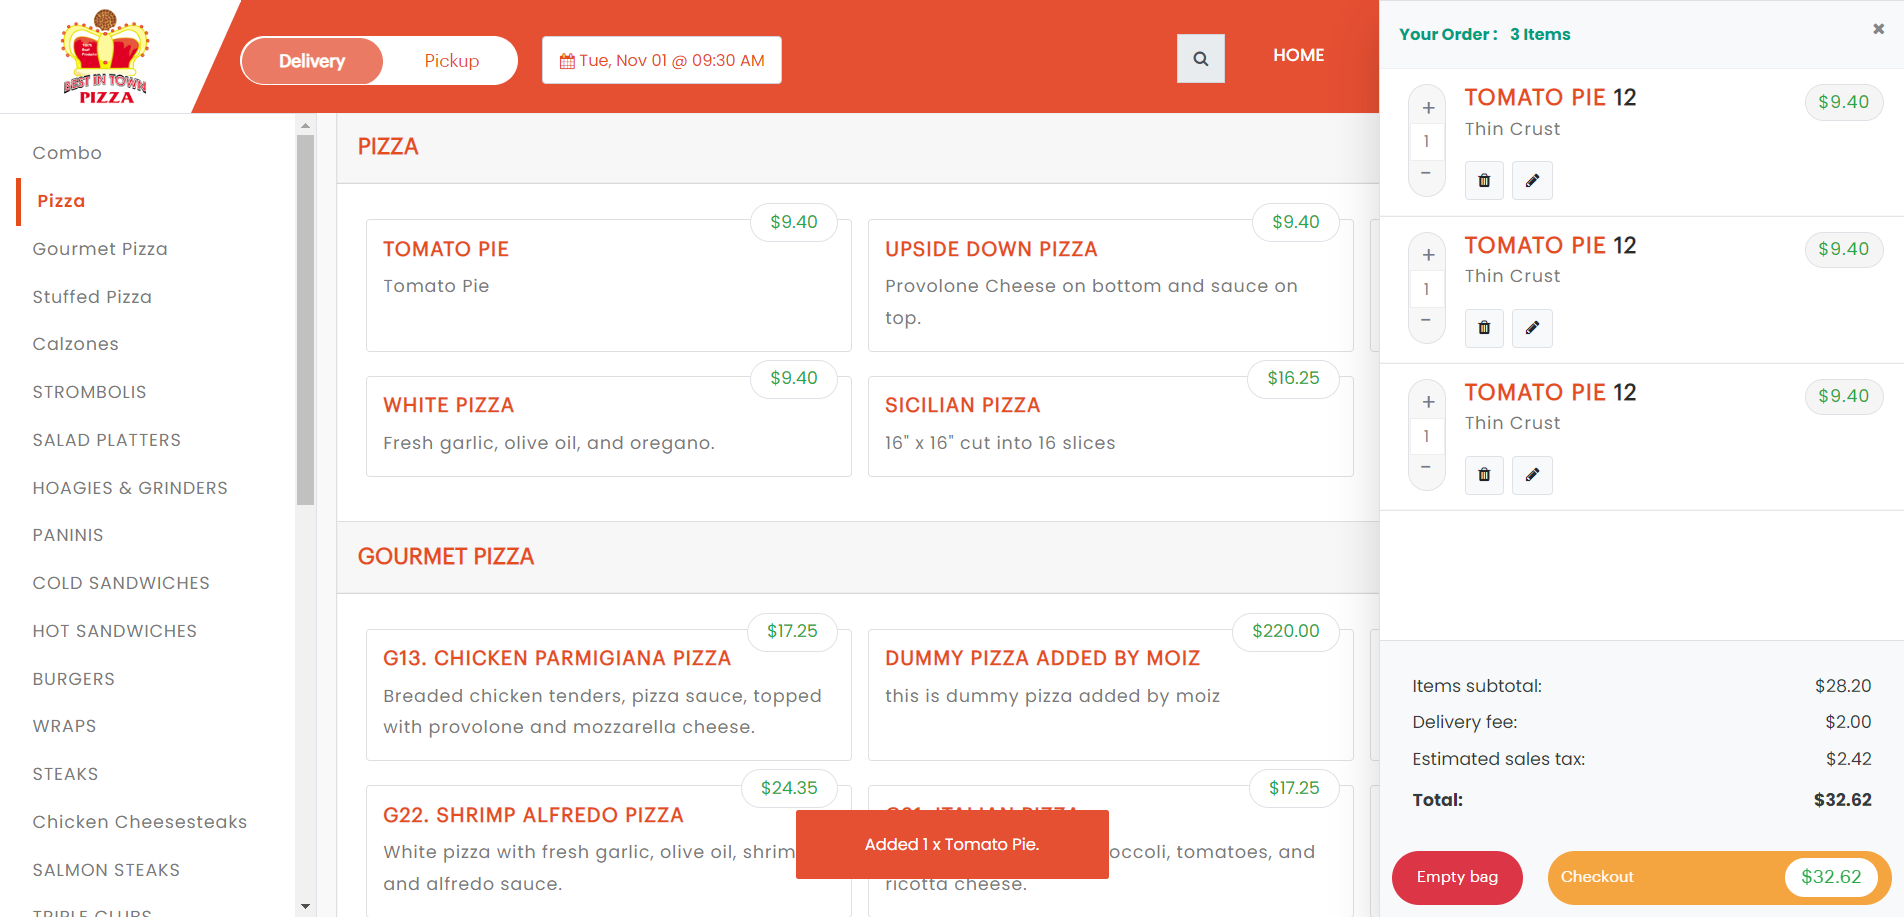 BEST IN TOWN
PIZZA
Delivery
Pickup
Tue, Nov 01 @ 09:30 AM
HOME
Combo
Pizza
Gourmet Pizza
Stuffed Pizza
Calzones
STROMBOLIS
SALAD PLATTERS
HOAGIES & GRINDERS
PANINIS
COLD SANDWICHES
HOT SANDWICHES
BURGERS
WRAPS
STEAKS
Chicken Cheesesteaks
SALMON STEAKS
TRIPLE CLUBS
PIZZA
$9.40
TOMATO PIE
Tomato Pie
$9.40
UPSIDE DOWN PIZZA
Provolone Cheese on bottom and sauce on
top.
$9.40
WHITE PIZZA
Fresh garlic, olive oil, and oregano.
$16.25
SICILIAN PIZZA
16" x 16" cut into 16 slices
GOURMET PIZZA
$17.25
G13. CHICKEN PARMIGIANA PIZZA
Breaded chicken tenders, pizza sauce, topped
with provolone and mozzarella cheese.
$220.00
DUMMY PIZZA ADDED BY MOIZ
this is dummy pizza added by moiz
$24.35
G22. SHRIMP ALFREDO PIZZA
White pizza with fresh garlic, olive oil, shrim
and alfredo sauce.
$17.25
G21. ITALIAN PIZZA
occoli, tomatoes, and
ricotta cheese.
Added 1 x Tomato Pie.
Your Order : 3 Items
+
1
−
TOMATO PIE 12
Thin Crust
$9.40
+
1
−
TOMATO PIE 12
Thin Crust
$9.40
+
1
−
TOMATO PIE 12
Thin Crust
$9.40
Items subtotal: $28.20
Delivery fee: $2.00
Estimated sales tax: $2.42
Total: $32.62
Empty bag
Checkout $32.62